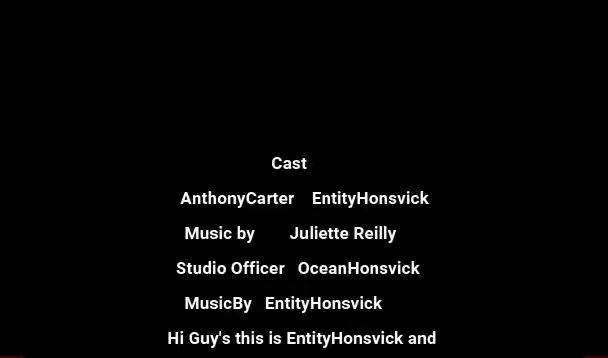 Cast
AnthonyCarter EntityHonsvick
Music by Juliette Reilly
Studio Officer OceanHonsvick
MusicBy EntityHonsvick
Hi Guy's this is EntityHonsvick and